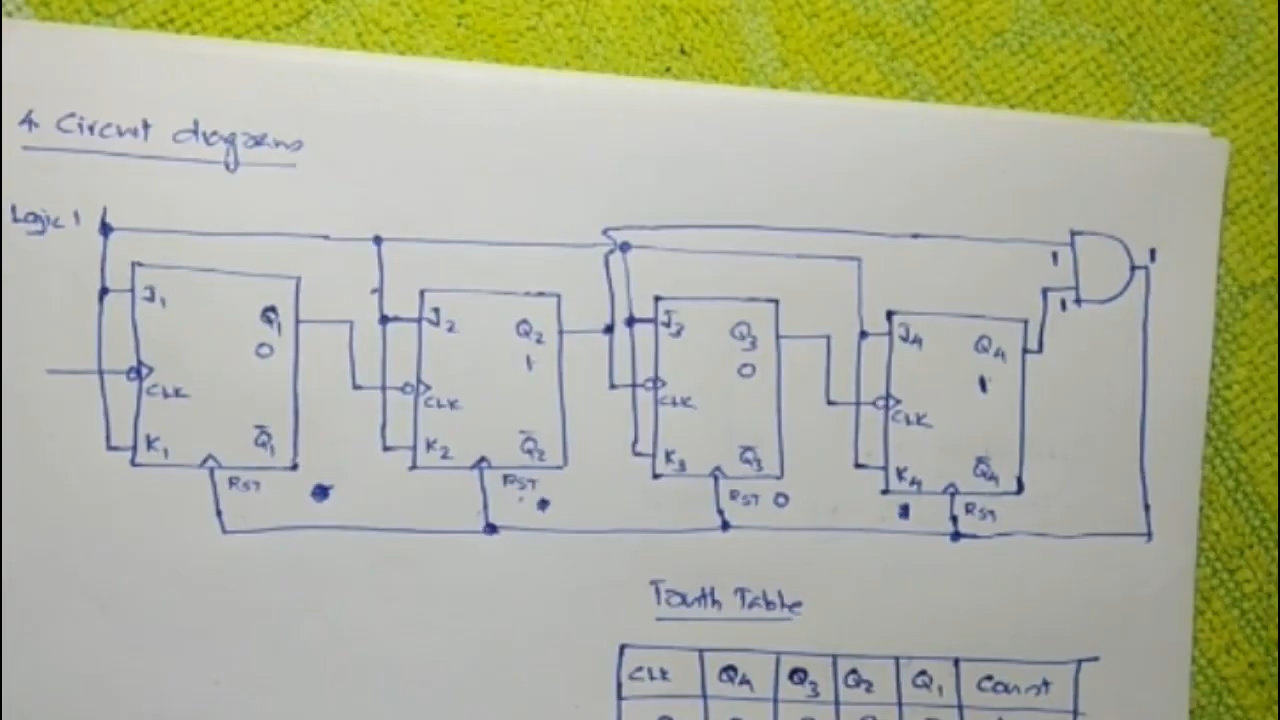 4. Circuit diagrams
Logic 1
J1 Q1 0 CLK K1 Q̅1 RST
J2 Q2 1 CLK K2 Q̅2 RST
J3 Q3 0 CLK K3 Q̅3 RST 0
J4 Q4 1 CLK K4 Q̅4 RST
1 1 1
Truth Table
CLK Q4 Q3 Q2 Q1 Count